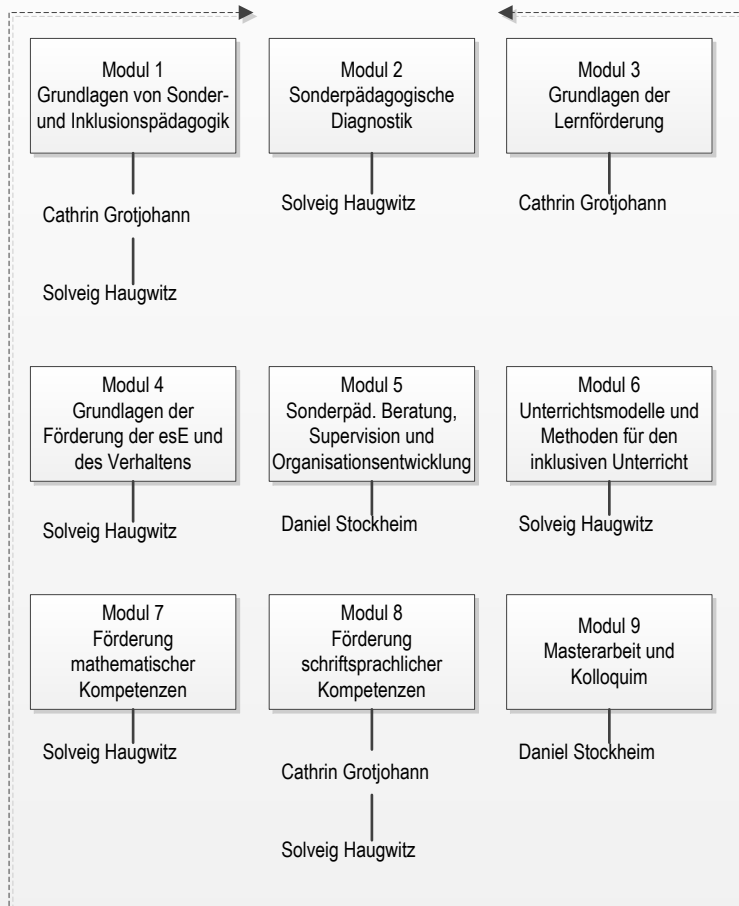 Modul 1
Grundlagen von Sonder-
und Inklusionspädagogik
Cathrin Grotjohann
Solveig Haugwitz
Modul 2
Sonderpädagogische
Diagnostik
Solveig Haugwitz
Modul 3
Grundlagen der
Lernförderung
Cathrin Grotjohann
Modul 4
Grundlagen der
Förderung der esE und
des Verhaltens
Solveig Haugwitz
Modul 5
Sonderpäd. Beratung,
Supervision und
Organisationsentwicklung
Daniel Stockheim
Modul 6
Unterrichtsmodelle und
Methoden für den
inklusiven Unterricht
Solveig Haugwitz
Modul 7
Förderung
mathematischer
Kompetenzen
Solveig Haugwitz
Modul 8
Förderung
schriftsprachlicher
Kompetenzen
Cathrin Grotjohann
Solveig Haugwitz
Modul 9
Masterarbeit und
Kolloquim
Daniel Stockheim